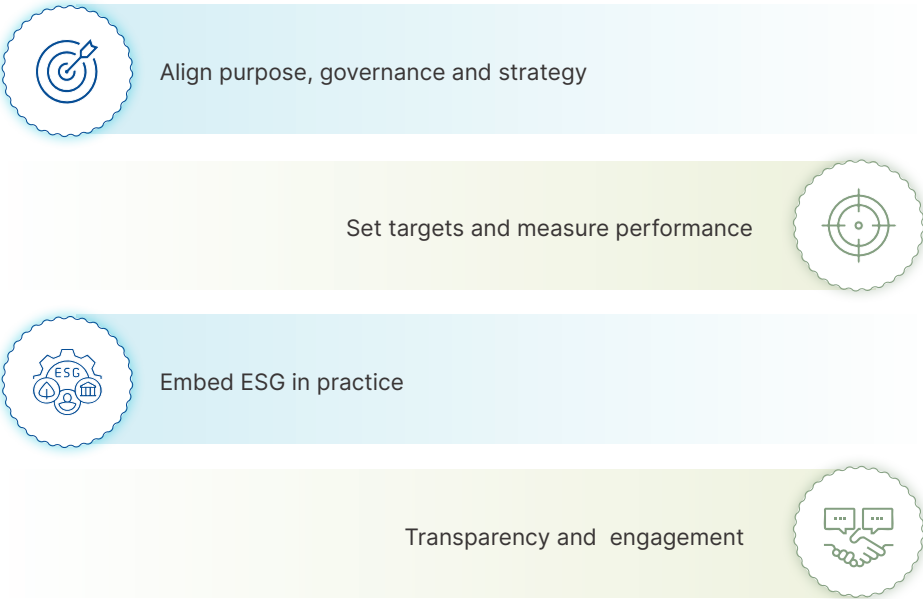 Align purpose, governance and strategy
Set targets and measure performance
ESG
Embed ESG in practice
Transparency and  engagement